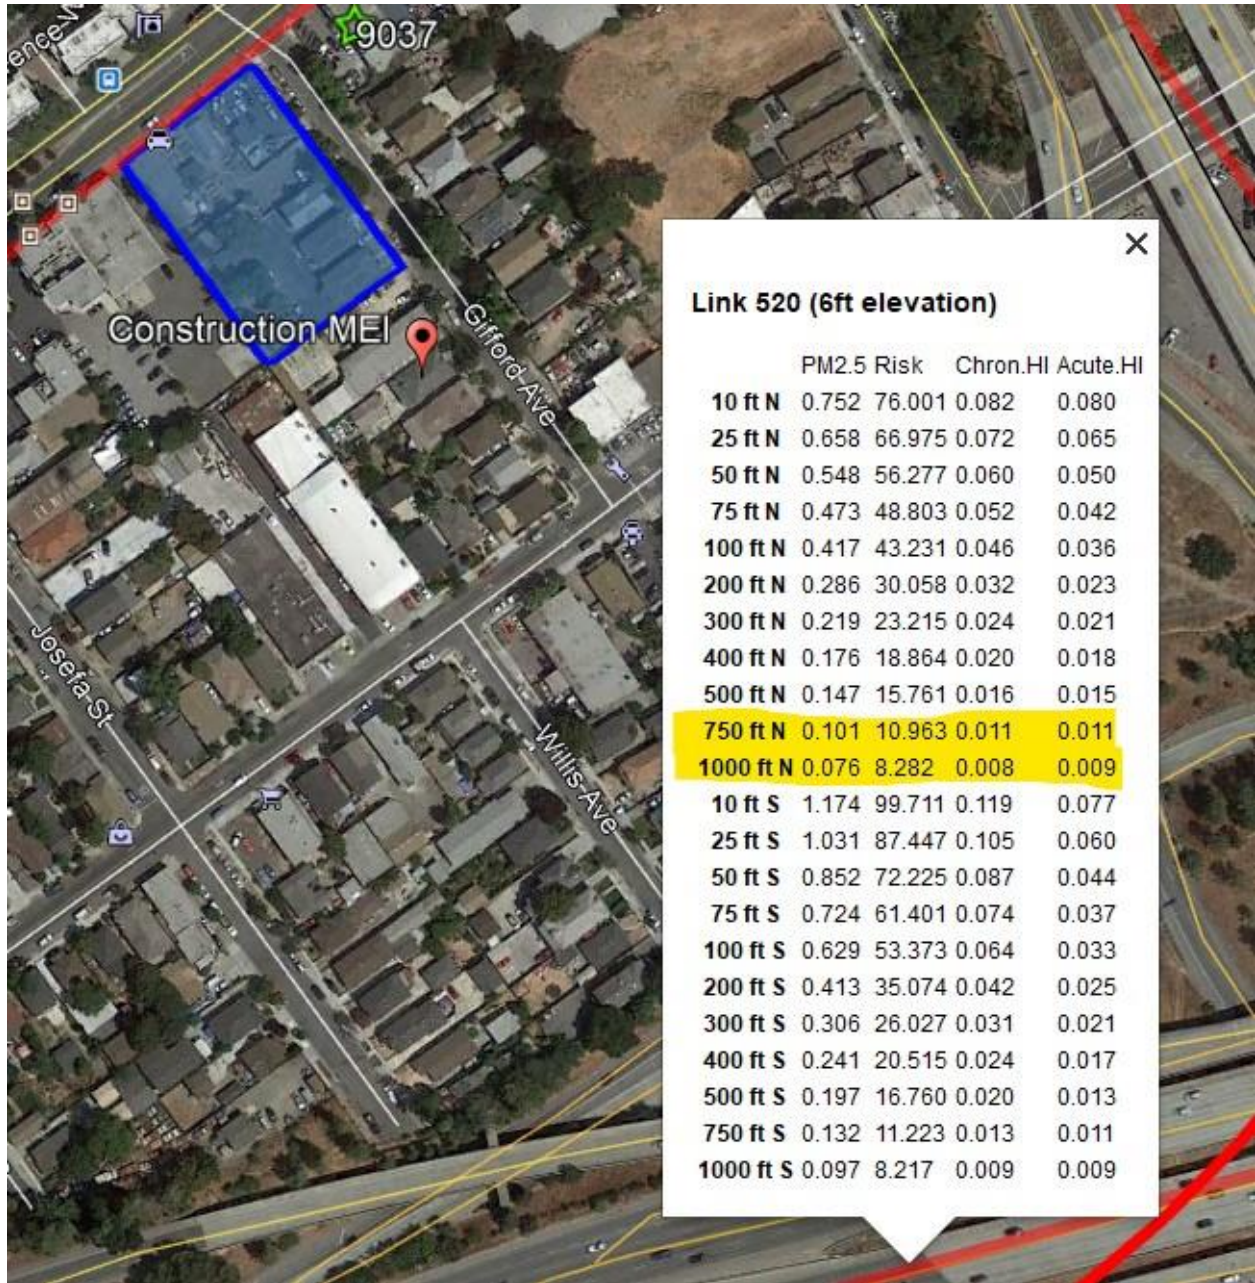 9037
Construction MEI
Gifford Ave
Josefa St
Willis Ave
Link 520 (6ft elevation)
PM2.5 Risk Chron.HI Acute.HI
10 ft N 0.752 76.001 0.082 0.080
25 ft N 0.658 66.975 0.072 0.065
50 ft N 0.548 56.277 0.060 0.050
75 ft N 0.473 48.803 0.052 0.042
100 ft N 0.417 43.231 0.046 0.036
200 ft N 0.286 30.058 0.032 0.023
300 ft N 0.219 23.215 0.024 0.021
400 ft N 0.176 18.864 0.020 0.018
500 ft N 0.147 15.761 0.016 0.015
750 ft N 0.101 10.963 0.011 0.011
1000 ft N 0.076 8.282 0.008 0.009
10 ft S 1.174 99.711 0.119 0.077
25 ft S 1.031 87.447 0.105 0.060
50 ft S 0.852 72.225 0.087 0.044
75 ft S 0.724 61.401 0.074 0.037
100 ft S 0.629 53.373 0.064 0.033
200 ft S 0.413 35.074 0.042 0.025
300 ft S 0.306 26.027 0.031 0.021
400 ft S 0.241 20.515 0.024 0.017
500 ft S 0.197 16.760 0.020 0.013
750 ft S 0.132 11.223 0.013 0.011
1000 ft S 0.097 8.217 0.009 0.009